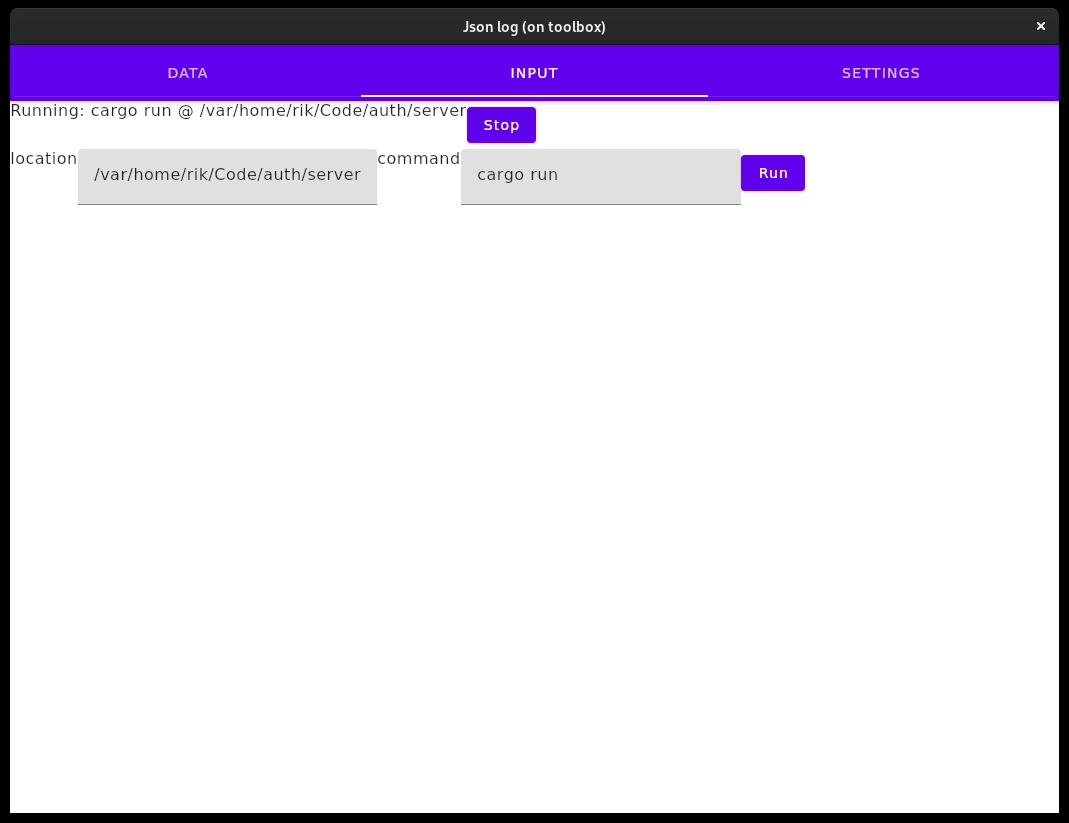 Json log (on toolbox)
DATA INPUT SETTINGS
Running: cargo run @ /var/home/rik/Code/auth/server Stop
location /var/home/rik/Code/auth/server command cargo run Run